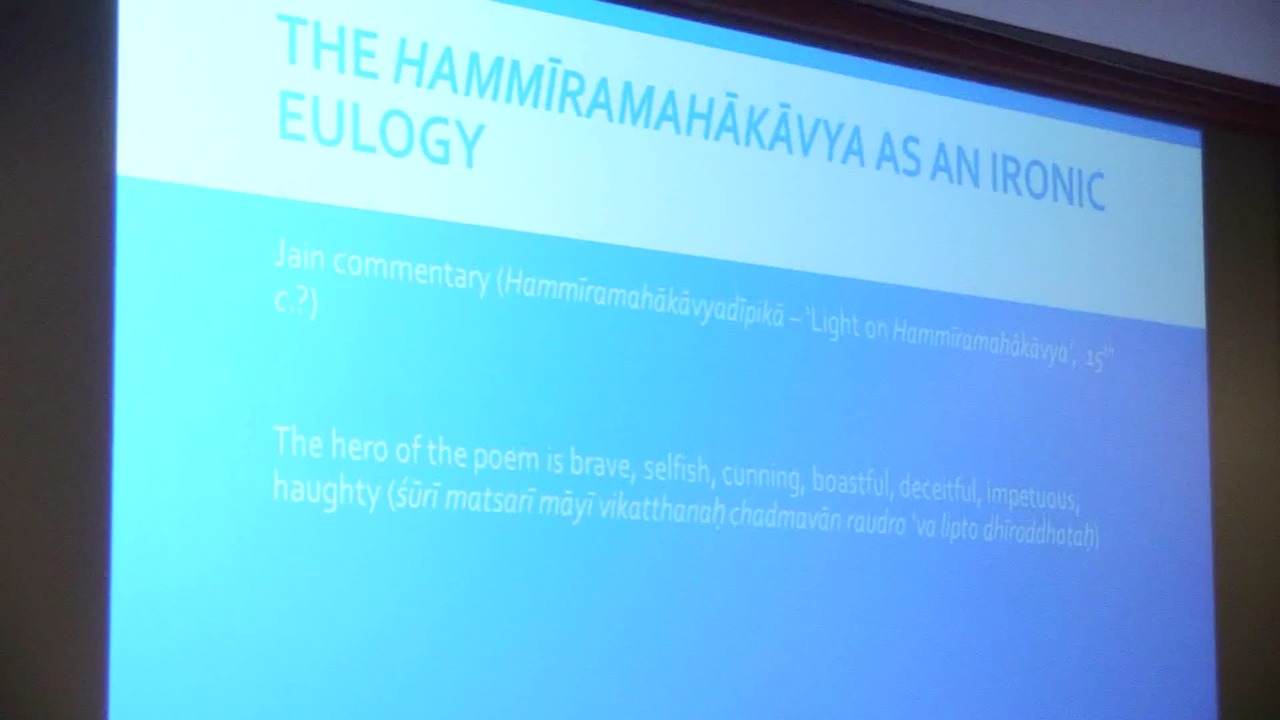 THE HAMMĪRAMAHĀKĀVYA AS AN IRONIC
EULOGY
Jain commentary (Hammīramahākāvyadīpikā – 'Light on Hammīramahākāvya', 15th
c.?)
The hero of the poem is brave, selfish, cunning, boastful, deceitful, impetuous,
haughty (śūrī matsarī māyī vikatthanaḥ chadmavān raudro 'va lipto dhīroddhataḥ)